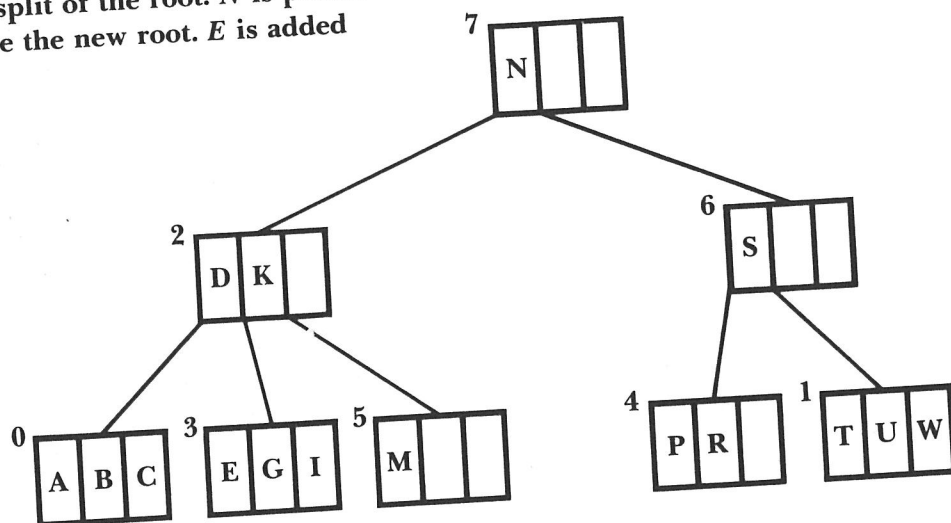 split of the root. N is
e the new root. E is added
7
N
2
D K
6
S
0
A B C
3
E G I
5
M
4
P R
1
T U W